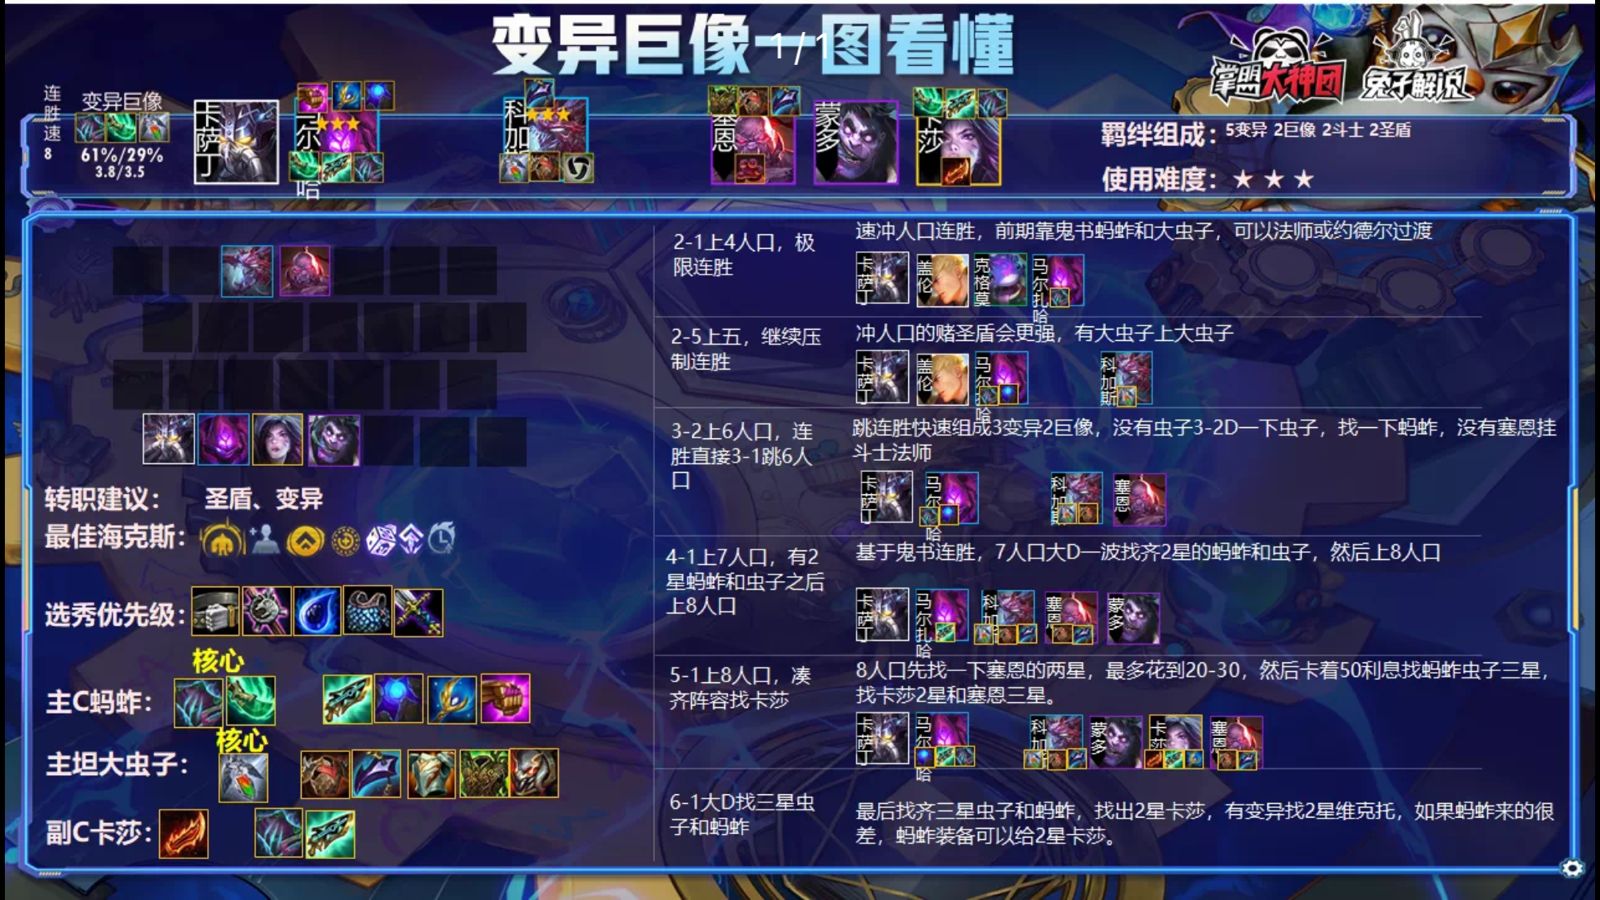 变异巨像一图看懂
1/1
掌盟大神团
兔子解说
连胜速8
变异巨像
61%/29%
3.8/3.5
卡萨丁
尔
哈
科加
塞恩
蒙多
卡莎
羁绊组成：5变异 2巨像 2斗士 2圣盾
使用难度：★ ★ ★
转职建议： 圣盾、变异
最佳海克斯：
选秀优先级：
核心
主C蚂蚱：
核心
主坦大虫子：
副C卡莎：
2-1上4人口，极
限连胜
速冲人口连胜，前期靠鬼书蚂蚱和大虫子，可以法师或约德尔过渡
卡萨丁 盖伦 克格莫 马尔扎哈
2-5上五，继续压
制连胜
冲人口的赌圣盾会更强，有大虫子上大虫子
卡萨丁 盖伦 马尔哈 科加斯
3-2上6人口，连
胜直接3-1跳6人
口
跳连胜快速组成3变异2巨像，没有虫子3-2D一下虫子，找一下蚂蚱，没有塞恩挂
斗士法师
卡萨丁 马尔哈 科加斯 塞恩
4-1上7人口，有2
星蚂蚱和虫子之后
上8人口
基于鬼书连胜，7人口大D一波找齐2星的蚂蚱和虫子，然后上8人口
卡萨丁 马尔扎哈 科加 塞恩 蒙多
5-1上8人口，凑
齐阵容找卡莎
8人口先找一下塞恩的两星，最多花到20-30，然后卡着50利息找蚂蚱虫子三星，
找卡莎2星和塞恩三星。
卡萨丁 马尔哈 科加 蒙多 卡莎 塞恩
6-1大D找三星虫
子和蚂蚱
最后找齐三星虫子和蚂蚱，找出2星卡莎，有变异找2星维克托，如果蚂蚱来的很
差，蚂蚱装备可以给2星卡莎。